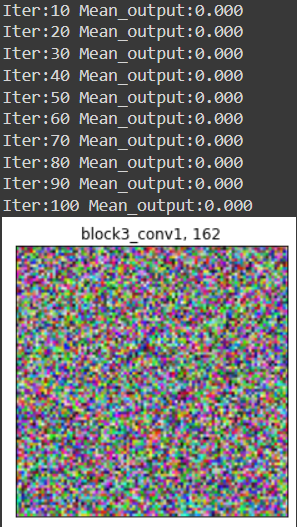 Iter:10 Mean_output:0.000
Iter:20 Mean_output:0.000
Iter:30 Mean_output:0.000
Iter:40 Mean_output:0.000
Iter:50 Mean_output:0.000
Iter:60 Mean_output:0.000
Iter:70 Mean_output:0.000
Iter:80 Mean_output:0.000
Iter:90 Mean_output:0.000
Iter:100 Mean_output:0.000
block3_conv1, 162